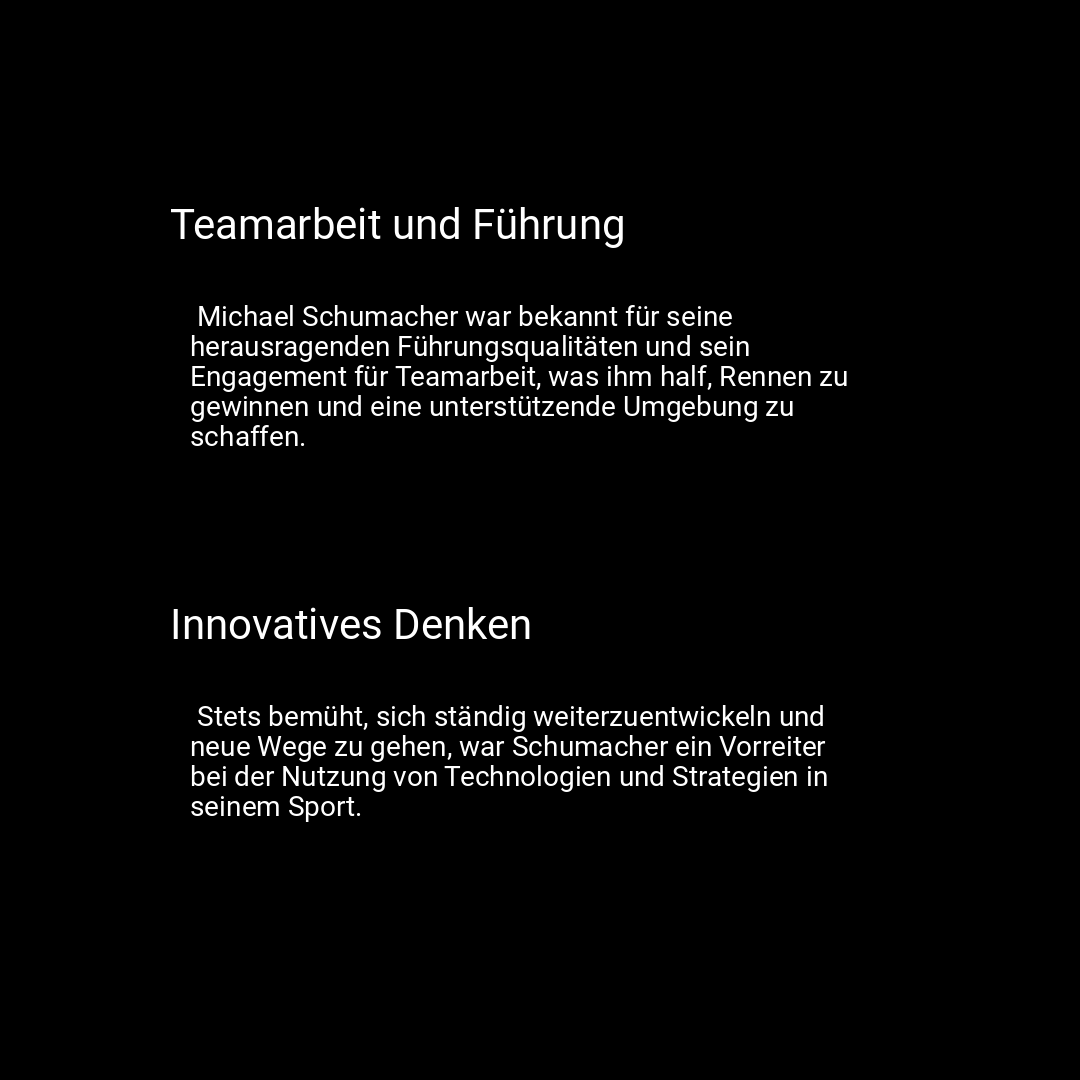 Teamarbeit und Führung
Michael Schumacher war bekannt für seine
herausragenden Führungsqualitäten und sein
Engagement für Teamarbeit, was ihm half, Rennen zu
gewinnen und eine unterstützende Umgebung zu
schaffen.
Innovatives Denken
Stets bemüht, sich ständig weiterzuentwickeln und
neue Wege zu gehen, war Schumacher ein Vorreiter
bei der Nutzung von Technologien und Strategien in
seinem Sport.